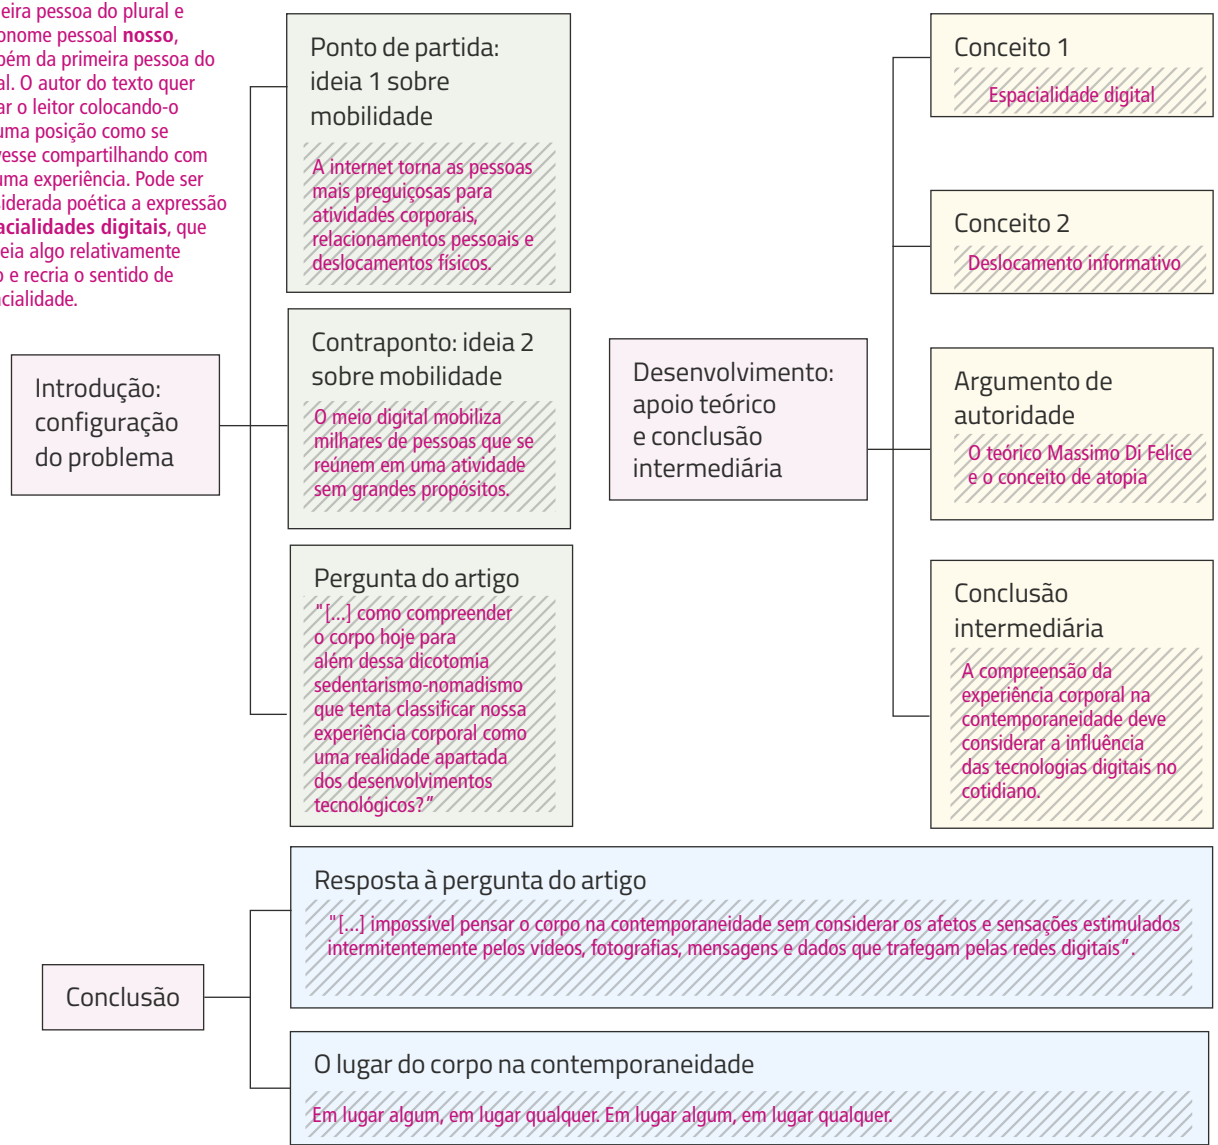 eira pessoa do plural e
onome pessoal nosso,
bém da primeira pessoa do
al. O autor do texto quer
ar o leitor colocando-o
uma posição como se
vesse compartilhando com
uma experiência. Pode ser
siderada poética a expressão
acialidades digitais, que
eia algo relativamente
o e recria o sentido de
acialidade.
Introdução:
configuração
do problema
Ponto de partida:
ideia 1 sobre
mobilidade
A internet torna as pessoas
mais preguiçosas para
atividades corporais,
relacionamentos pessoais e
deslocamentos físicos.
Contraponto: ideia 2
sobre mobilidade
O meio digital mobiliza
milhares de pessoas que se
reúnem em uma atividade
sem grandes propósitos.
Pergunta do artigo
"[...] como compreender
o corpo hoje para
além dessa dicotomia
sedentarismo-nomadismo
que tenta classificar nossa
experiência corporal como
uma realidade apartada
dos desenvolvimentos
tecnológicos?"
Desenvolvimento:
apoio teórico
e conclusão
intermediária
Conceito 1
Espacialidade digital
Conceito 2
Deslocamento informativo
Argumento de
autoridade
O teórico Massimo Di Felice
e o conceito de atopia
Conclusão
intermediária
A compreensão da
experiência corporal na
contemporaneidade deve
considerar a influência
das tecnologias digitais no
cotidiano.
Conclusão
Resposta à pergunta do artigo
"[...] impossível pensar o corpo na contemporaneidade sem considerar os afetos e sensações estimulados
intermitentemente pelos vídeos, fotografias, mensagens e dados que trafegam pelas redes digitais".
O lugar do corpo na contemporaneidade
Em lugar algum, em lugar qualquer. Em lugar algum, em lugar qualquer.